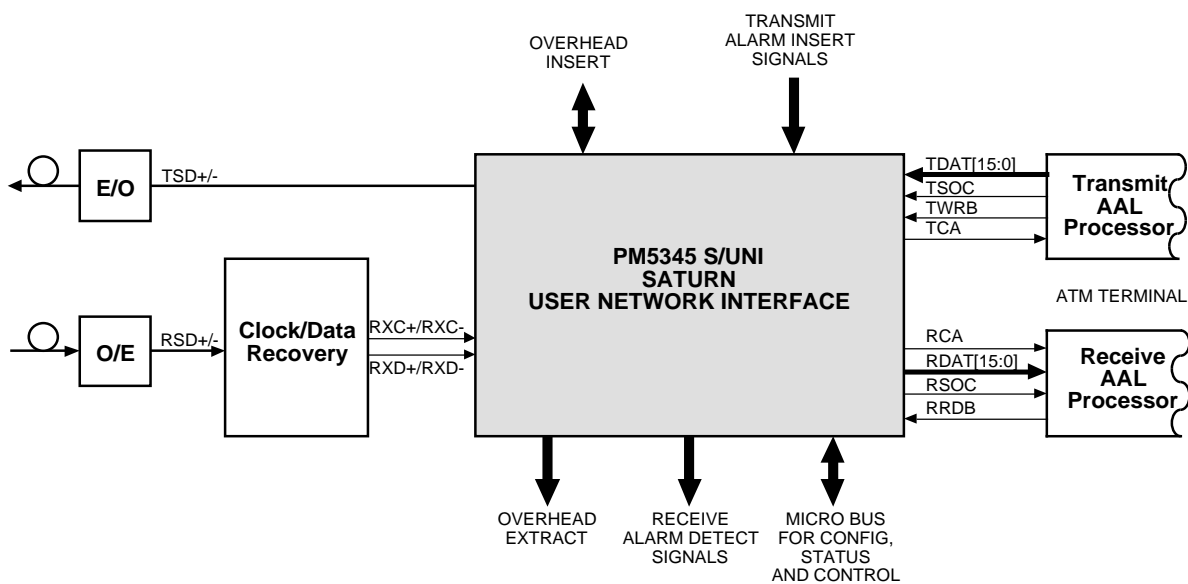 OVERHEAD
INSERT
TRANSMIT
ALARM INSERT
SIGNALS
E/O
TSD+/-
TDAT[15:0]
TSOC
TWRB
TCA
Transmit
AAL
Processor
PM5345 S/UNI
SATURN
USER NETWORK INTERFACE
ATM TERMINAL
O/E
RSD+/-
Clock/Data
Recovery
RXC+/RXC-
RXD+/RXD-
RCA
RDAT[15:0]
RSOC
RRDB
Receive
AAL
Processor
OVERHEAD
EXTRACT
RECEIVE
ALARM DETECT
SIGNALS
MICRO BUS
FOR CONFIG,
STATUS
AND CONTROL